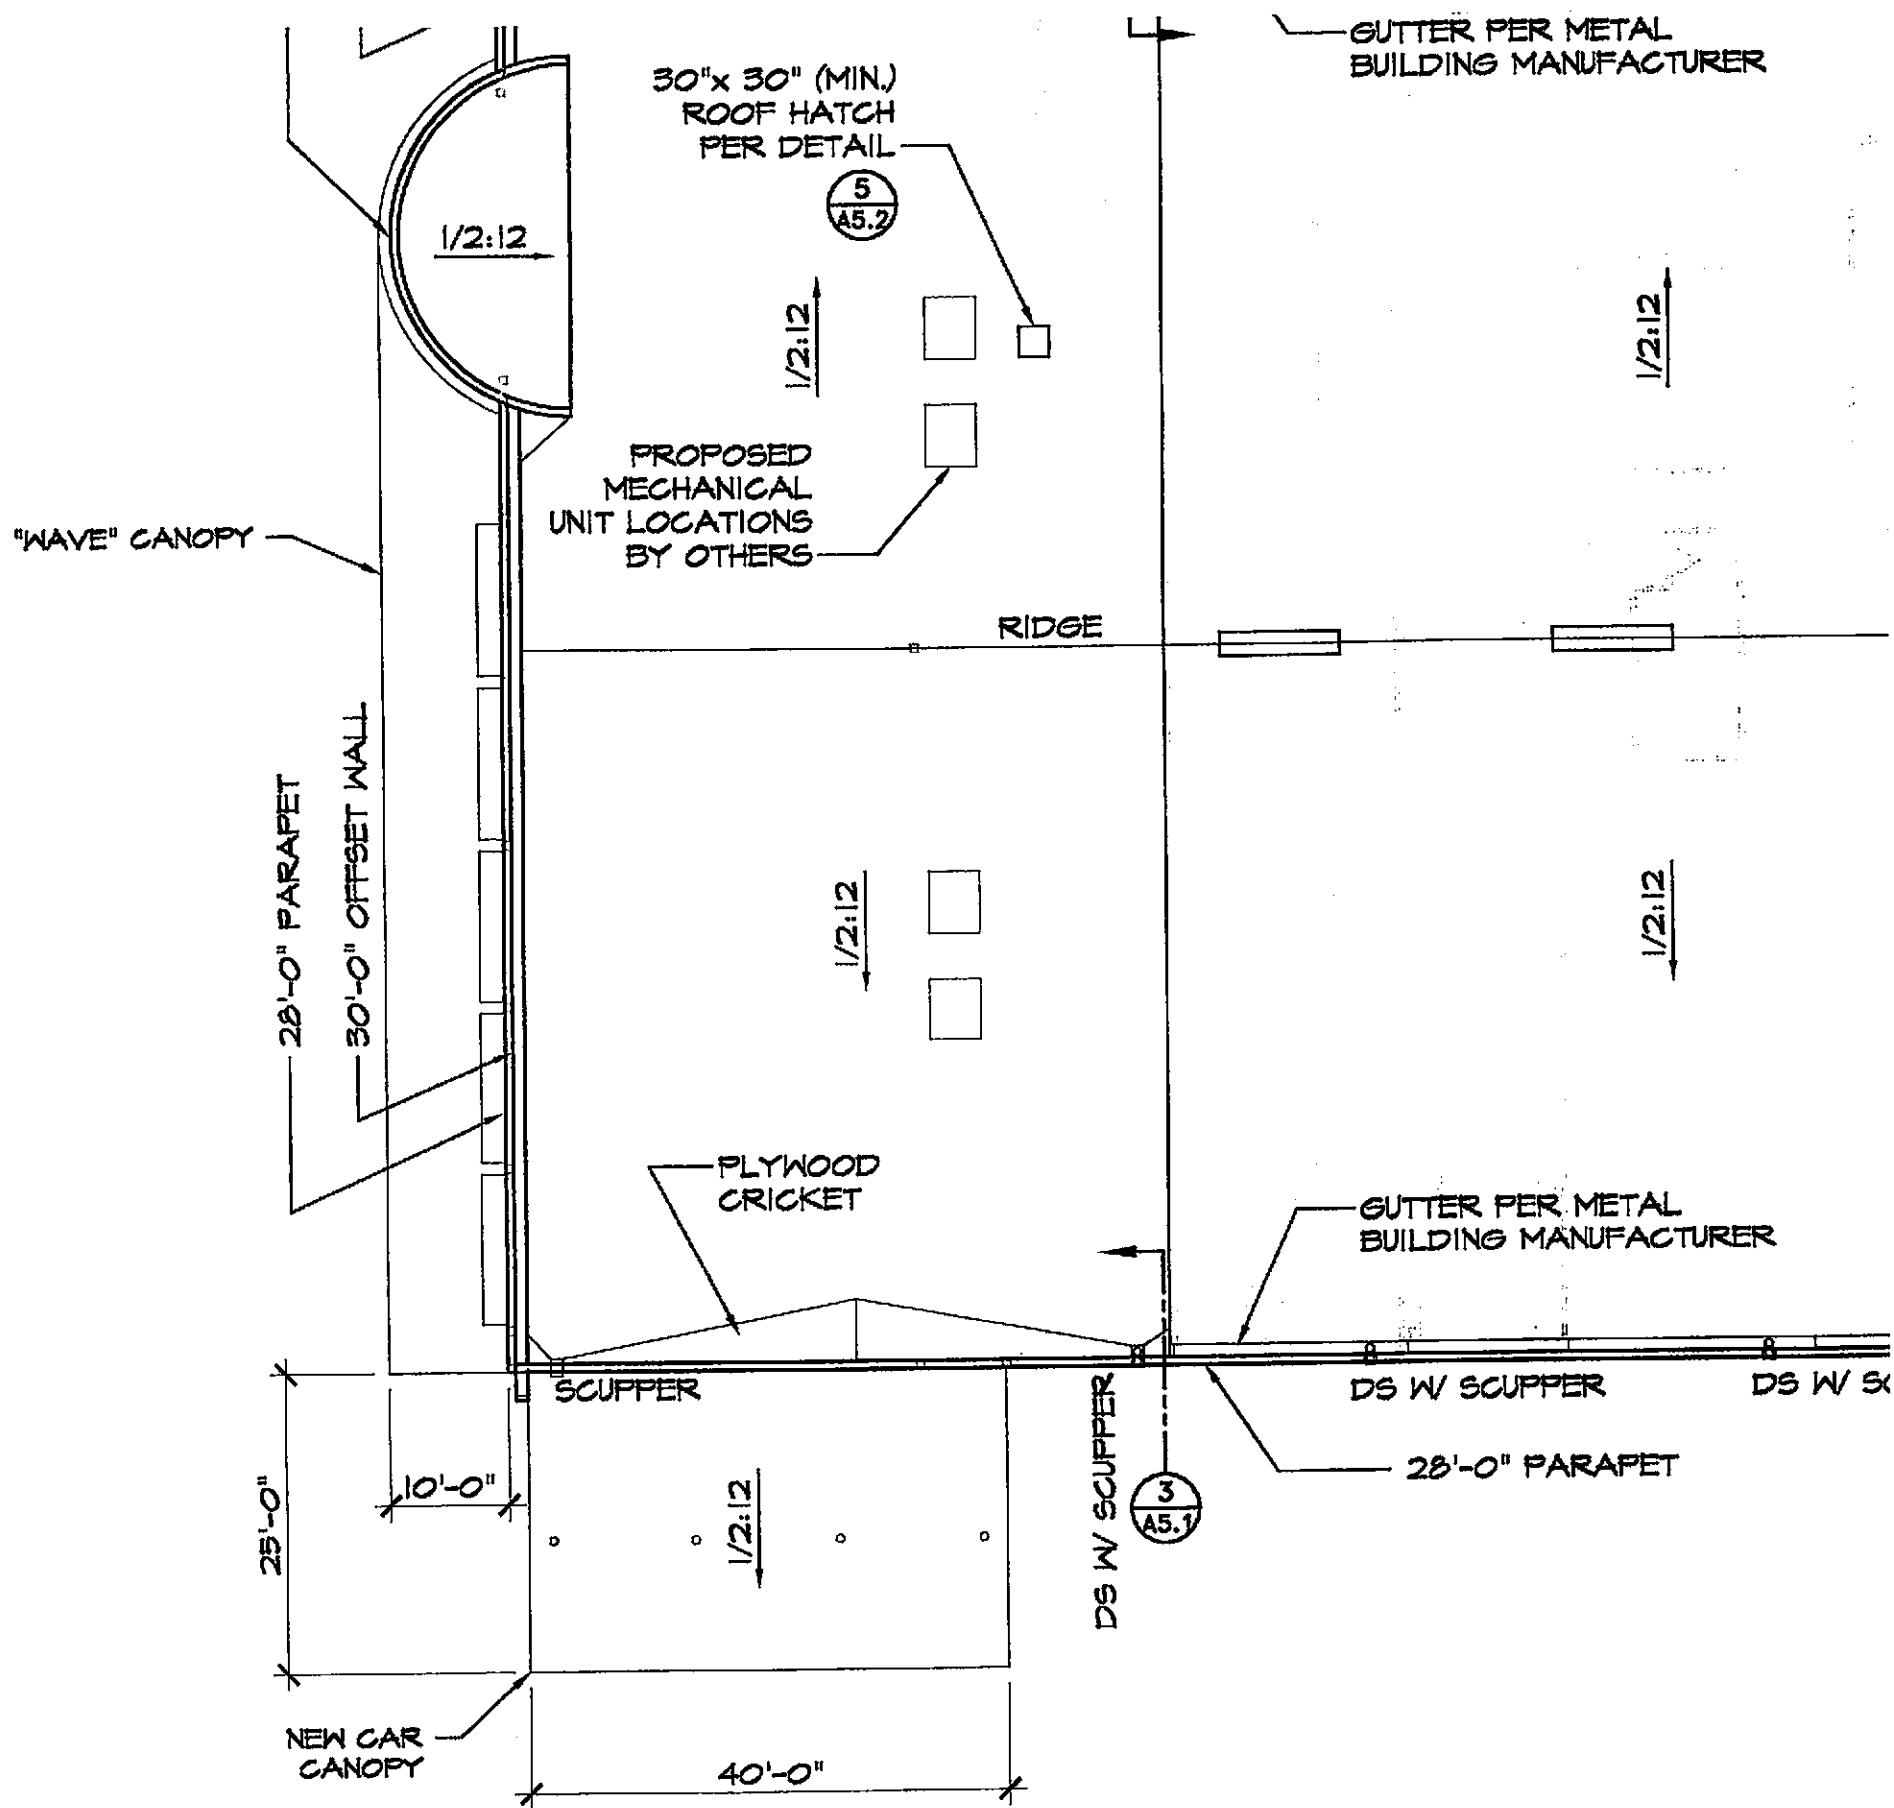 GUTTER PER METAL
BUILDING MANUFACTURER
30"x 30" (MIN.)
ROOF HATCH
PER DETAIL
5
A5.2
1/2:12
1/2:12
1/2:12
PROPOSED
MECHANICAL
UNIT LOCATIONS
BY OTHERS
"WAVE" CANOPY
RIDGE
28'-0" PARAPET
30'-0" OFFSET WALL
1/2:12
1/2:12
PLYWOOD
CRICKET
GUTTER PER METAL
BUILDING MANUFACTURER
SCUPPER
DS W/ SCUPPER
DS W/ SCUPPER
DS W/ SC
28'-0" PARAPET
10'-0"
25'-0"
1/2:12
3
A5.1
NEW CAR
CANOPY
40'-0"